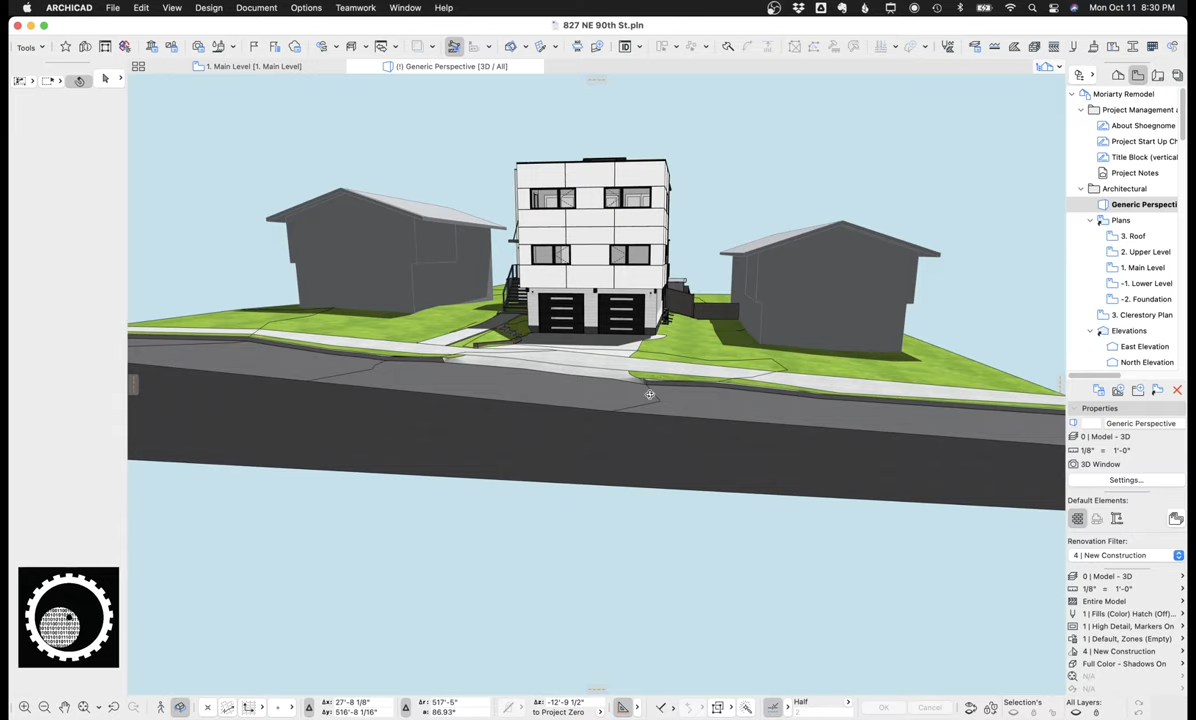 ARCHICAD File Edit View Design Document Options Teamwork Window Help Mon Oct 11 8:30 PM
827 NE 90th St.pln
Tools
1. Main Level [1. Main Level]
(!) Generic Perspective [3D / All]
Moriarty Remodel
Project Management a
About Shoegnome
Project Start Up Ch
Title Block (vertical
Project Notes
Architectural
Generic Perspecti
Plans
3. Roof
2. Upper Level
1. Main Level
-1. Lower Level
-2. Foundation
3. Clerestory Plan
Elevations
East Elevation
North Elevation
Properties
Generic Perspective
0 | Model - 3D
1/8" = 1'-0"
3D Window
Settings...
Default Elements:
Renovation Filter:
4 | New Construction
0 | Model - 3D
1/8" = 1'-0"
Entire Model
1 | Fills (Color) Hatch (Off)...
1 | High Detail, Markers On
1 | Default, Zones (Empty)
4 | New Construction
Full Color - Shadows On
N/A
N/A
Δx: 27'-8 1/8"
Δy: 516'-8 1/16"
Δr: 517'-5"
a: 86.93°
Δz: -12'-9 1/2"
to Project Zero
Half
2
OK
Cancel
Selection's
All Layers: